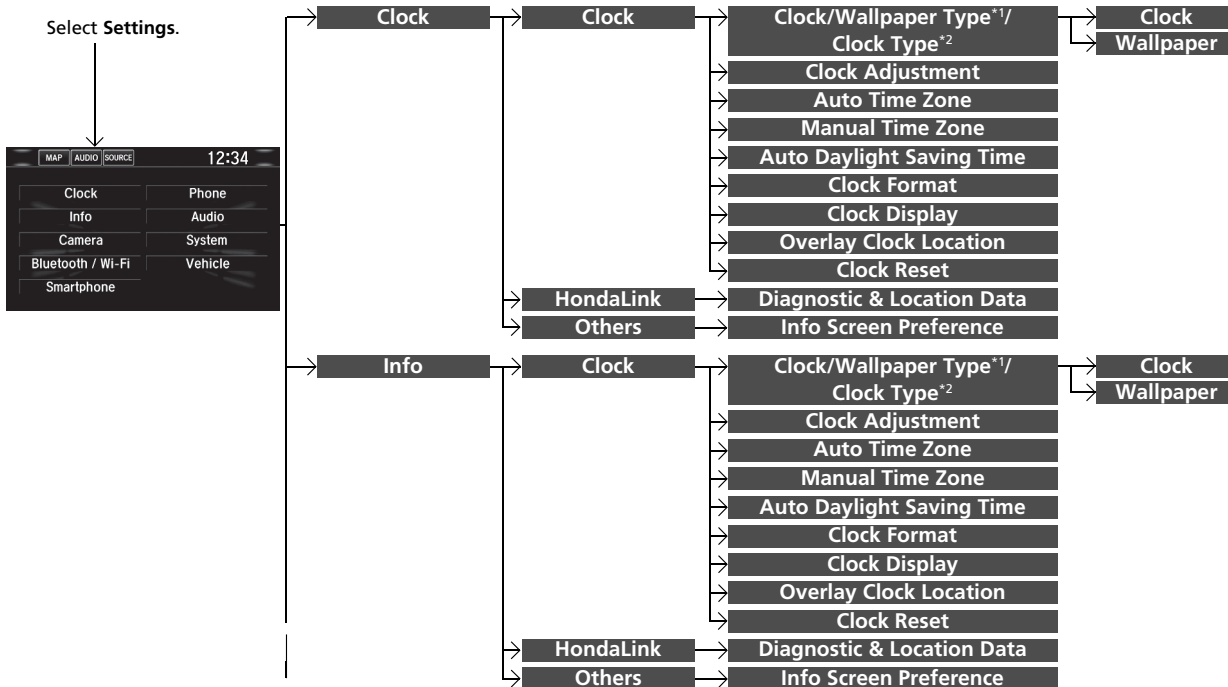 Select Settings.
MAP AUDIO SOURCE 12:34
Clock Phone
Info Audio
Camera System
Bluetooth / Wi-Fi Vehicle
Smartphone
Clock
Clock
Clock/Wallpaper Type*1/
Clock Type*2
Clock
Wallpaper
Clock Adjustment
Auto Time Zone
Manual Time Zone
Auto Daylight Saving Time
Clock Format
Clock Display
Overlay Clock Location
Clock Reset
HondaLink
Diagnostic & Location Data
Others
Info Screen Preference
Info
Clock
Clock/Wallpaper Type*1/
Clock Type*2
Clock
Wallpaper
Clock Adjustment
Auto Time Zone
Manual Time Zone
Auto Daylight Saving Time
Clock Format
Clock Display
Overlay Clock Location
Clock Reset
HondaLink
Diagnostic & Location Data
Others
Info Screen Preference